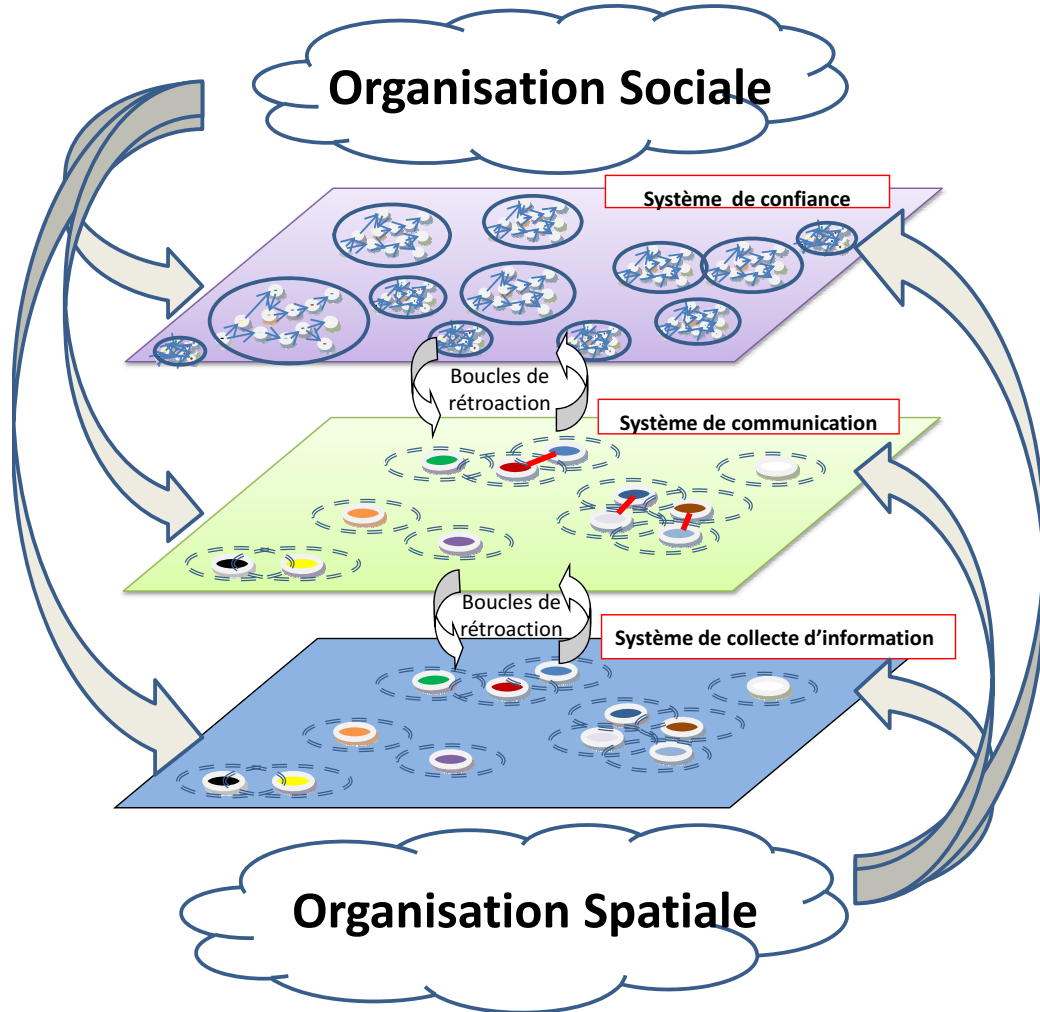 Organisation Sociale
Système de confiance
Boucles de
rétroaction
Système de communication
Boucles de
rétroaction
Système de collecte d’information
Organisation Spatiale